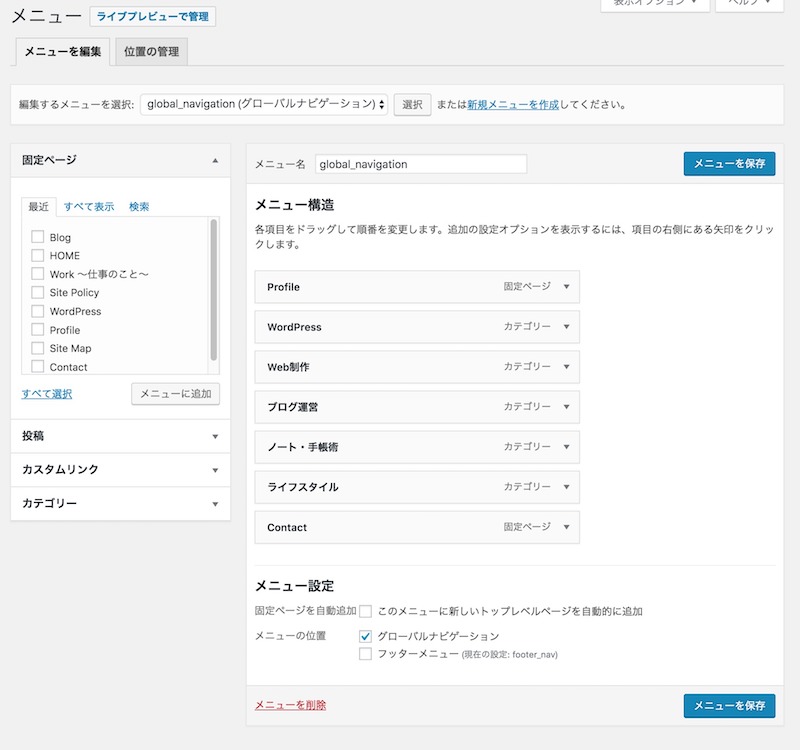 メニュー ライブプレビューで管理 表示オプション ▼ ヘルプ ▼
メニューを編集 位置の管理
編集するメニューを選択: global_navigation (グローバルナビゲーション) 選択 または新規メニューを作成してください。
固定ページ
最近 すべて表示 検索
Blog
HOME
Work 〜仕事のこと〜
Site Policy
WordPress
Profile
Site Map
Contact
すべて選択 メニューに追加
投稿
カスタムリンク
カテゴリー
メニュー名 global_navigation メニューを保存
メニュー構造
各項目をドラッグして順番を変更します。追加の設定オプションを表示するには、項目の右側にある矢印をクリッ
クします。
Profile 固定ページ
WordPress カテゴリー
Web制作 カテゴリー
ブログ運営 カテゴリー
ノート・手帳術 カテゴリー
ライフスタイル カテゴリー
Contact 固定ページ
メニュー設定
固定ページを自動追加 このメニューに新しいトップレベルページを自動的に追加
メニューの位置 グローバルナビゲーション
フッターメニュー (現在の設定: footer_nav)
メニューを削除 メニューを保存